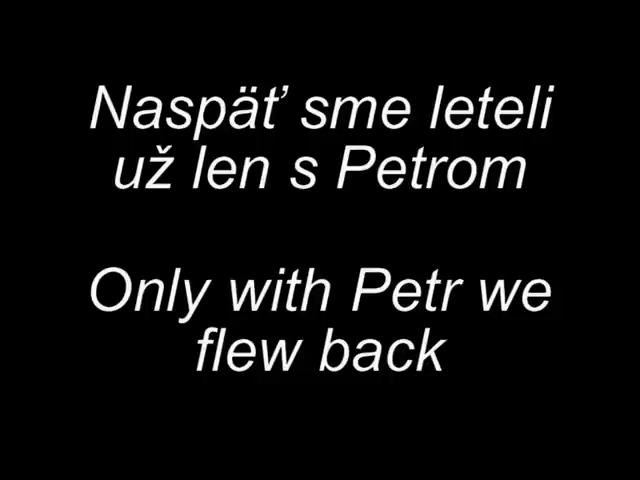 Naspäť sme leteli
už len s Petrom
Only with Petr we
flew back